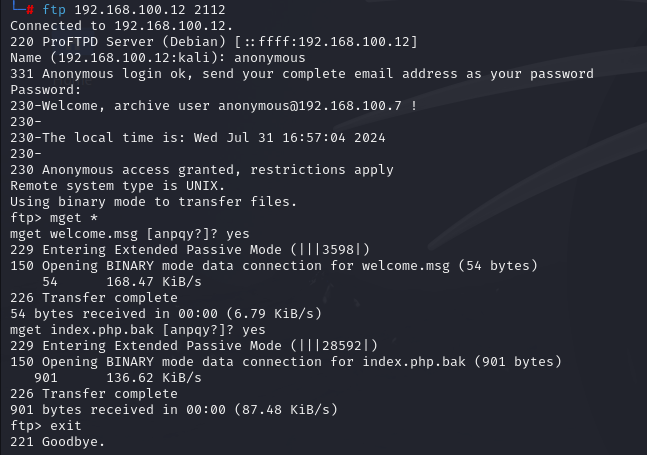 └─# ftp 192.168.100.12 2112
Connected to 192.168.100.12.
220 ProFTPD Server (Debian) [::ffff:192.168.100.12]
Name (192.168.100.12:kali): anonymous
331 Anonymous login ok, send your complete email address as your password
Password:
230-Welcome, archive user anonymous@192.168.100.7 !
230-
230-The local time is: Wed Jul 31 16:57:04 2024
230-
230 Anonymous access granted, restrictions apply
Remote system type is UNIX.
Using binary mode to transfer files.
ftp> mget *
mget welcome.msg [anpqy?]? yes
229 Entering Extended Passive Mode (|||3598|)
150 Opening BINARY mode data connection for welcome.msg (54 bytes)
    54       168.47 KiB/s
226 Transfer complete
54 bytes received in 00:00 (6.79 KiB/s)
mget index.php.bak [anpqy?]? yes
229 Entering Extended Passive Mode (|||28592|)
150 Opening BINARY mode data connection for index.php.bak (901 bytes)
   901       136.62 KiB/s
226 Transfer complete
901 bytes received in 00:00 (87.48 KiB/s)
ftp> exit
221 Goodbye.